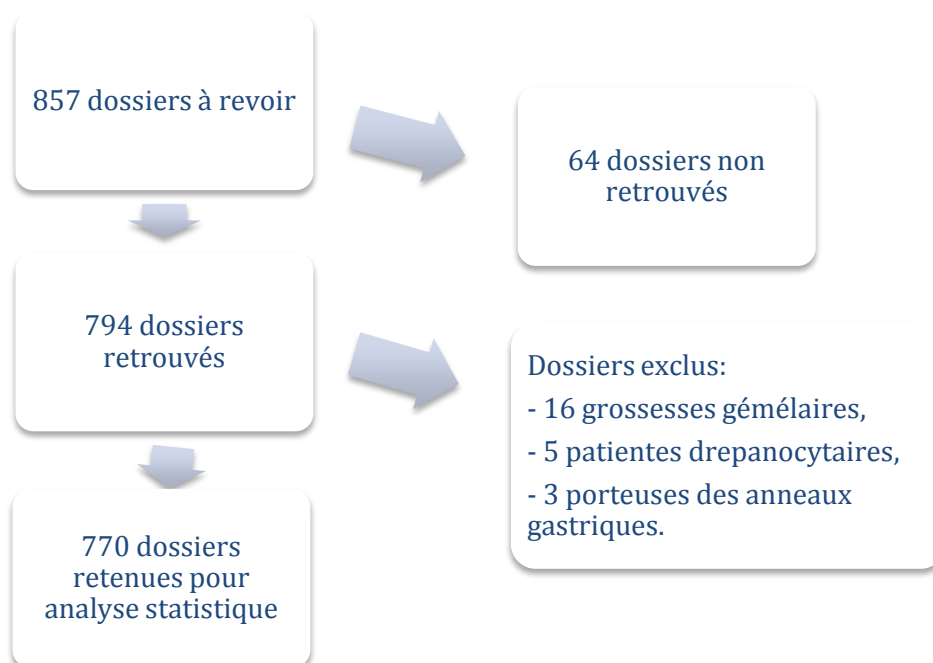 857 dossiers à revoir
64 dossiers non
retrouvés
794 dossiers
retrouvés
Dossiers exclus:
- 16 grossesses gémélaires,
- 5 patientes drepanocytaires,
- 3 porteuses des anneaux
gastriques.
770 dossiers
retenues pour
analyse statistique